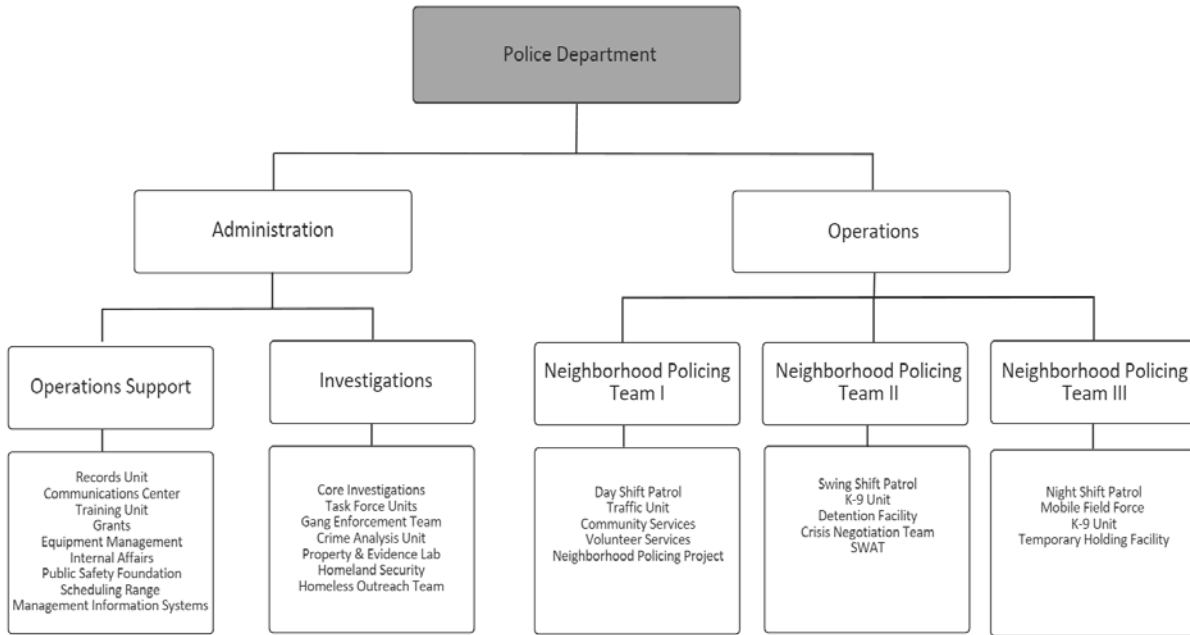 Police Department
Administration
Operations
Operations Support
Investigations
Neighborhood Policing
Team I
Neighborhood Policing
Team II
Neighborhood Policing
Team III
Records Unit
Communications Center
Training Unit
Grants
Equipment Management
Internal Affairs
Public Safety Foundation
Scheduling Range
Management Information Systems
Core Investigations
Task Force Units
Gang Enforcement Team
Crime Analysis Unit
Property & Evidence Lab
Homeland Security
Homeless Outreach Team
Day Shift Patrol
Traffic Unit
Community Services
Volunteer Services
Neighborhood Policing Project
Swing Shift Patrol
K-9 Unit
Detention Facility
Crisis Negotiation Team
SWAT
Night Shift Patrol
Mobile Field Force
K-9 Unit
Temporary Holding Facility